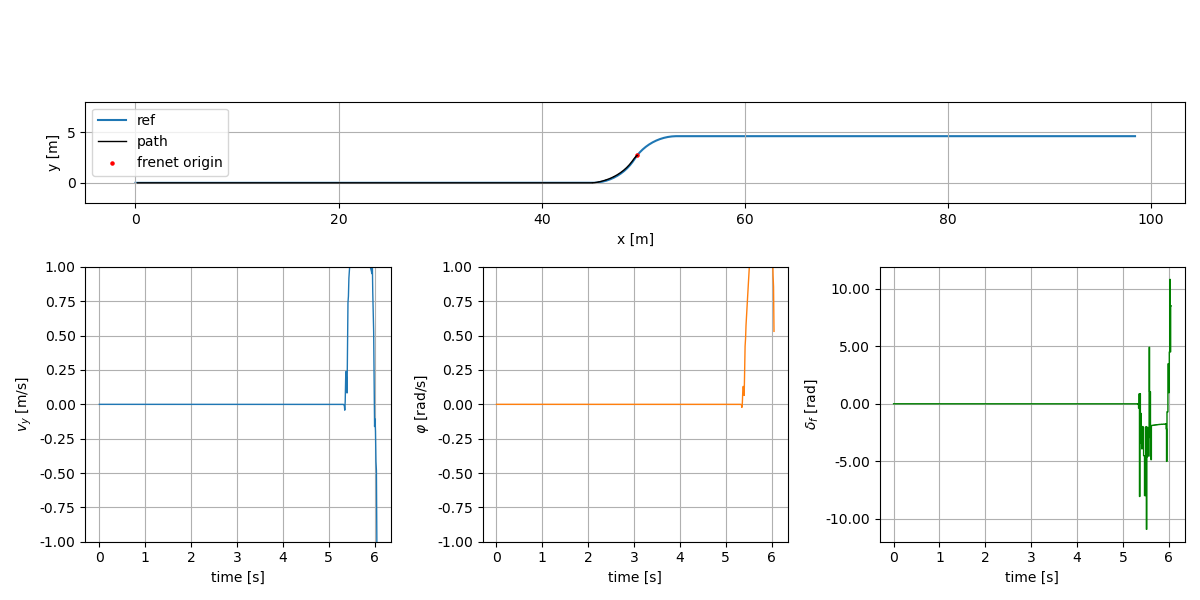 ref
path
frenet origin
y [m]
5
0
0 20 40 60 80 100
x [m]
1.00
0.75
0.50
0.25
0.00
-0.25
-0.50
-0.75
-1.00
v_y [m/s]
0 1 2 3 4 5 6
time [s]
1.00
0.75
0.50
0.25
0.00
-0.25
-0.50
-0.75
-1.00
φ [rad/s]
0 1 2 3 4 5 6
time [s]
10.00
5.00
0.00
-5.00
-10.00
δ_f [rad]
0 1 2 3 4 5 6
time [s]